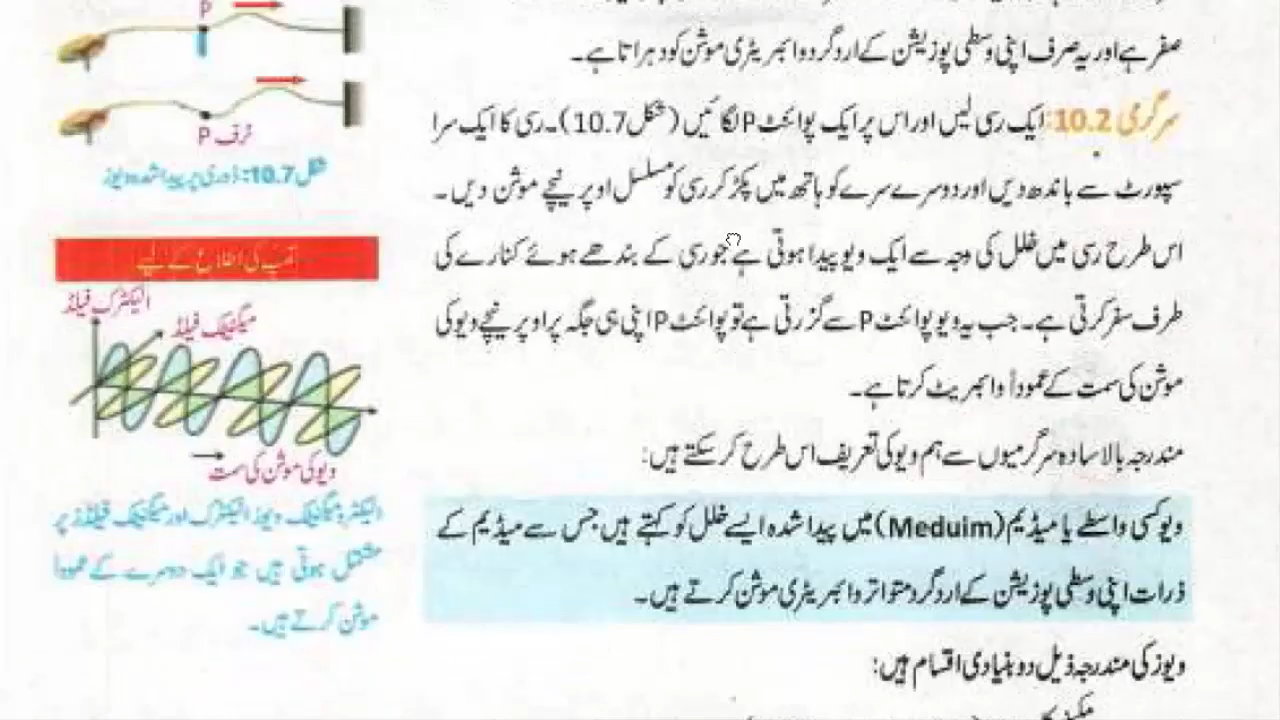 صفر ہے اور یہ صرف اپنی وسطی پوزیشن کے ارد گرد وائبریٹری موشن کو دہراتا ہے۔
سرگرمی 10.2: ایک رسی لیں اور اس پر ایک پوائنٹ P لگائیں (شکل 10.7)۔ رسی کا ایک سرا
سپورٹ سے باندھ دیں اور دوسرے سرے کو ہاتھ میں پکڑ کر رسی کو مسلسل اوپر نیچے موشن دیں۔
اس طرح رسی میں خلل کی وجہ سے ایک ویو پیدا ہوتی ہے جو رسی کے بندھے ہوئے کنارے کی
طرف سفر کرتی ہے۔ جب یہ ویو پوائنٹ P سے گزرتی ہے تو پوائنٹ P اپنی ہی جگہ پر اوپر نیچے ویو کی
موشن کی سمت کے عموداً وائبریٹ کرتا ہے۔
مندرجہ بالا سادہ سرگرمیوں سے ہم ویو کی تعریف اس طرح کر سکتے ہیں:
ویو کسی واسطے یا میڈیم (Meduim) میں پیدا شدہ ایسے خلل کو کہتے ہیں جس سے میڈیم کے
ذرات اپنی وسطی پوزیشن کے ارد گرد متواتر وائبریٹری موشن کرتے ہیں۔
ویوز کی مندرجہ ذیل دو بنیادی اقسام ہیں:
P
ٹرف P
شکل 10.7: ڈوری پر پیدا شدہ ویوز
آپ کی اطلاع کے لیے
الیکٹرک فیلڈ
میگنیٹک فیلڈ
ویو کی موشن کی سمت
الیکٹرومیگنیٹک ویوز الیکٹرک اور میگنیٹک فیلڈز پر
مشتمل ہوتی ہیں جو ایک دوسرے کے عموداً
موشن کرتے ہیں۔